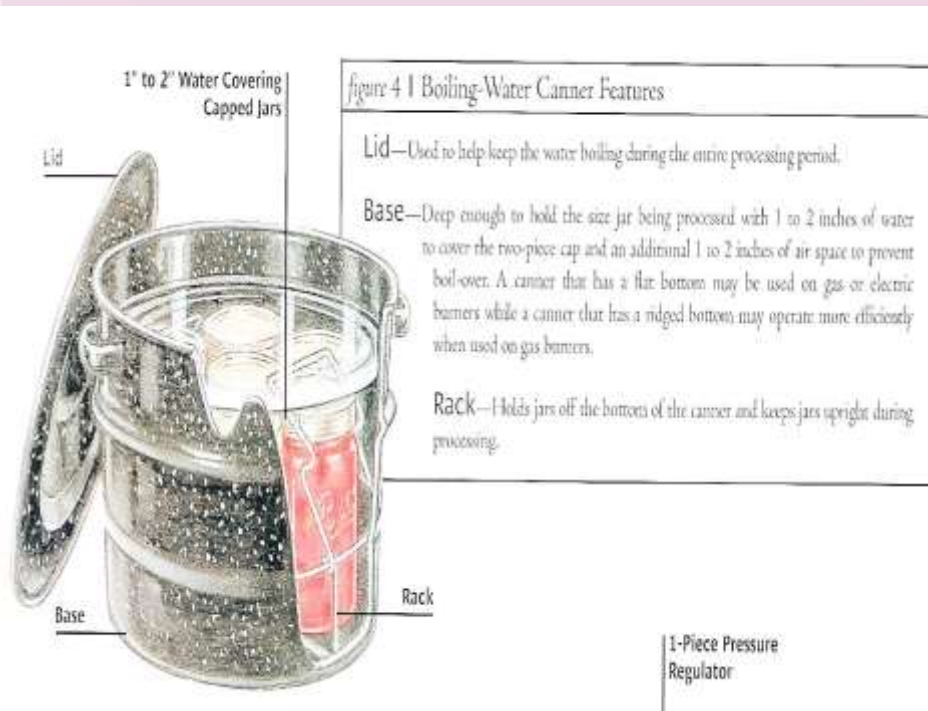 1" to 2" Water Covering
Capped Jars
Lid
Base
Rack
figure 4 | Boiling-Water Canner Features
Lid—Used to help keep the water boiling during the entire processing period.
Base—Deep enough to hold the size jar being processed with 1 to 2 inches of water
to cover the two-piece cap and an additional 1 to 2 inches of air space to prevent
boil-over. A canner that has a flat bottom may be used on gas or electric
burners while a canner that has a ridged bottom may operate more efficiently
when used on gas burners.
Rack—Holds jars off the bottom of the canner and keeps jars upright during
processing.
1-Piece Pressure
Regulator